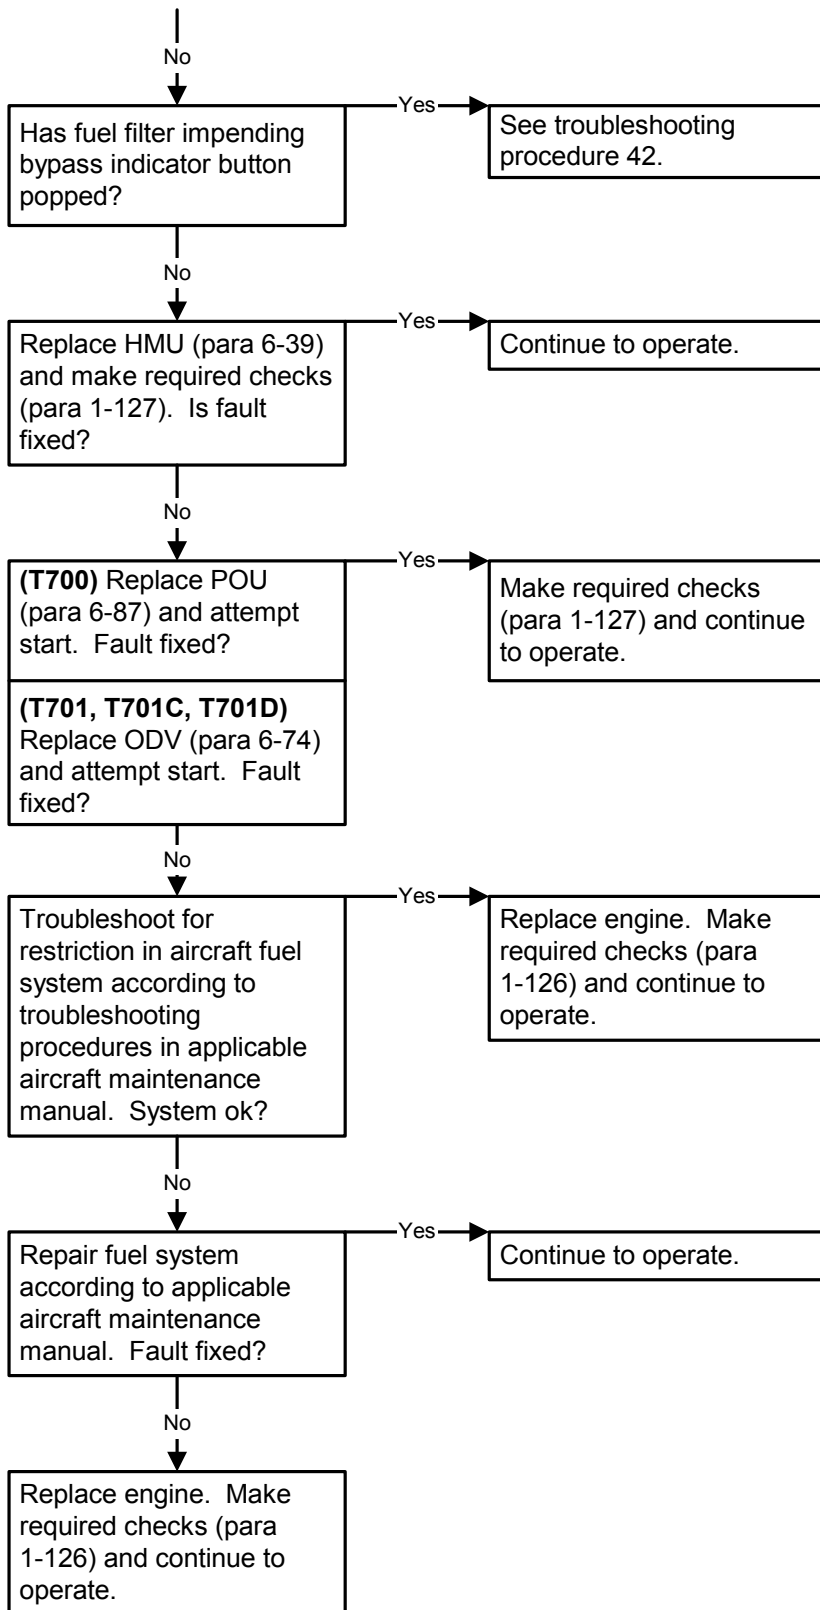 No
Has fuel filter impending
bypass indicator button
popped?
Yes
See troubleshooting
procedure 42.
No
Replace HMU (para 6-39)
and make required checks
(para 1-127).  Is fault
fixed?
Yes
Continue to operate.
No
(T700) Replace POU
(para 6-87) and attempt
start.  Fault fixed?
Yes
Make required checks
(para 1-127) and continue
to operate.
(T701, T701C, T701D)
Replace ODV (para 6-74)
and attempt start.  Fault
fixed?
No
Troubleshoot for
restriction in aircraft fuel
system according to
troubleshooting
procedures in applicable
aircraft maintenance
manual.  System ok?
Yes
Replace engine.  Make
required checks (para
1-126) and continue to
operate.
No
Repair fuel system
according to applicable
aircraft maintenance
manual.  Fault fixed?
Yes
Continue to operate.
No
Replace engine.  Make
required checks (para
1-126) and continue to
operate.